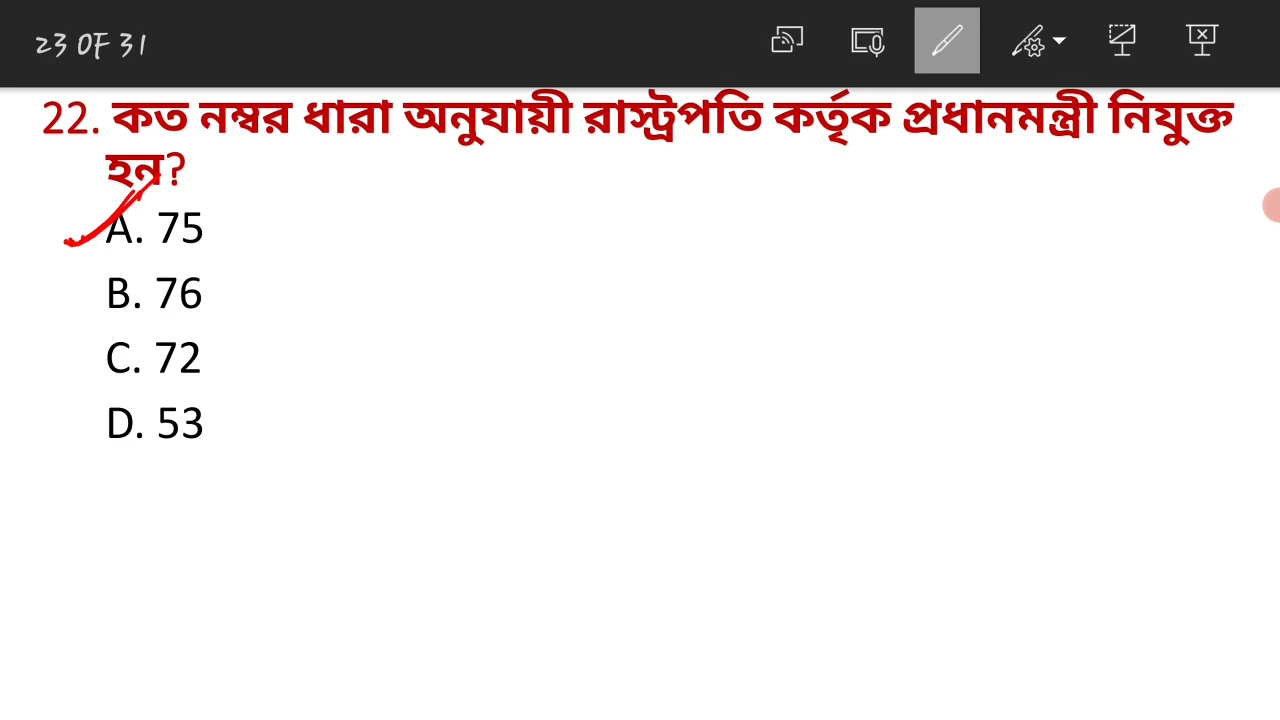 23 OF 31
22. কত নম্বর ধারা অনুযায়ী রাস্ট্রপতি কর্তৃক প্রধানমন্ত্রী নিযুক্ত
হন?
A. 75
B. 76
C. 72
D. 53